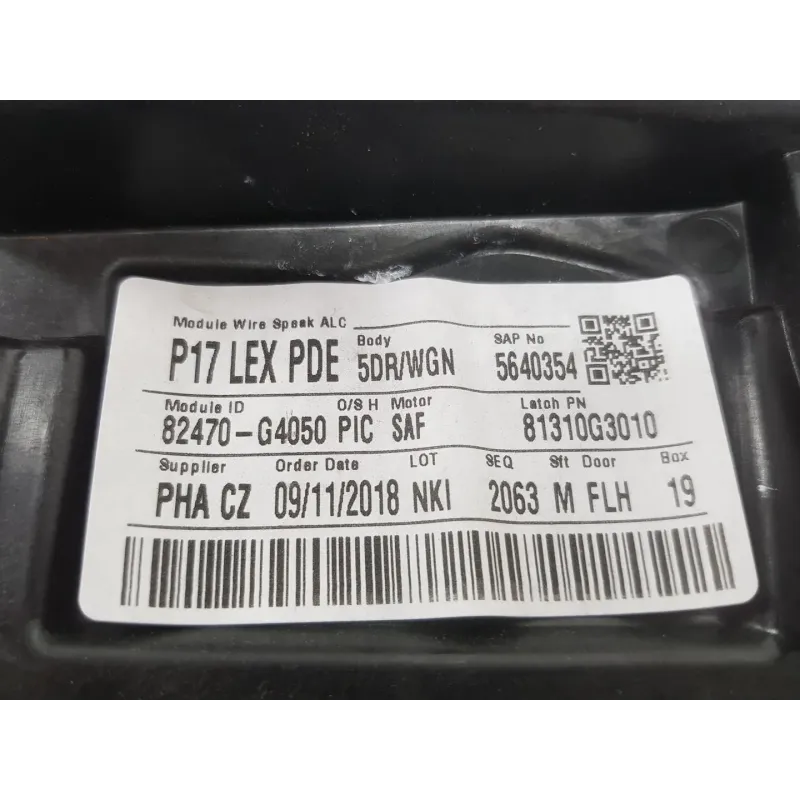 Module Wire Speak ALC Body SAP No
P17 LEX PDE 5DR/WGN 5640354
Module ID O/S H Motor Latch PN
82470-G4050 PIC SAF 81310G3010
Supplier Order Date LOT SEQ Sft Door Box
PHA CZ 09/11/2018 NKI 2063 M FLH 19